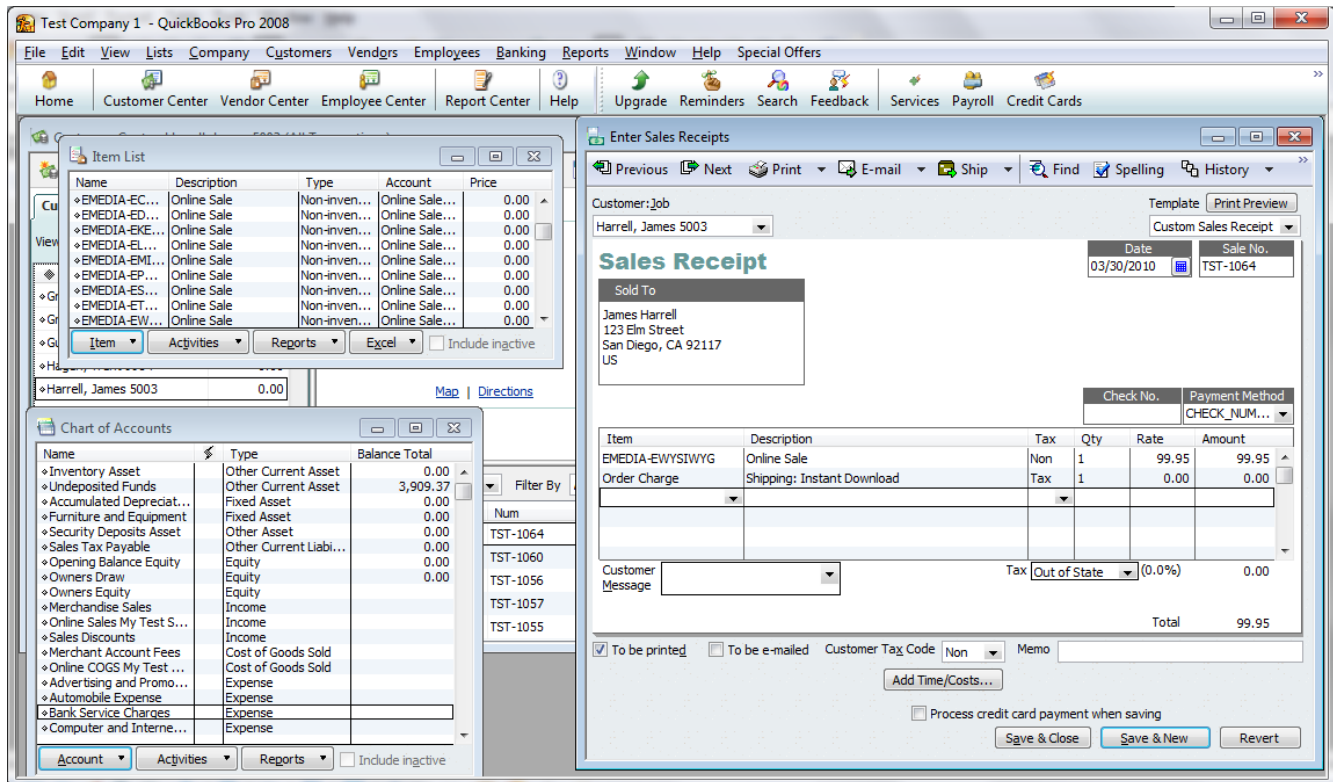 Test Company 1 - QuickBooks Pro 2008
File Edit View Lists Company Customers Vendors Employees Banking Reports Window Help Special Offers
Home Customer Center Vendor Center Employee Center Report Center Help Upgrade Reminders Search Feedback Services Payroll Credit Cards
Item List
Name Description Type Account Price
EMEDIA-EC... Online Sale Non-inven... Online Sale... 0.00
EMEDIA-ED... Online Sale Non-inven... Online Sale... 0.00
EMEDIA-EKE... Online Sale Non-inven... Online Sale... 0.00
EMEDIA-EL... Online Sale Non-inven... Online Sale... 0.00
EMEDIA-EMI... Online Sale Non-inven... Online Sale... 0.00
EMEDIA-EP... Online Sale Non-inven... Online Sale... 0.00
EMEDIA-ES... Online Sale Non-inven... Online Sale... 0.00
EMEDIA-ET... Online Sale Non-inven... Online Sale... 0.00
EMEDIA-EW... Online Sale Non-inven... Online Sale... 0.00
Item Activities Reports Excel Include inactive
Cu
View
Gr
Gr
Gu
Harrell, James 5003 0.00
Map | Directions
Chart of Accounts
Name Type Balance Total
Inventory Asset Other Current Asset 0.00
Undeposited Funds Other Current Asset 3,909.37
Accumulated Depreciat... Fixed Asset 0.00
Furniture and Equipment Fixed Asset 0.00
Security Deposits Asset Other Asset 0.00
Sales Tax Payable Other Current Liabi... 0.00
Opening Balance Equity Equity 0.00
Owners Draw Equity 0.00
Owners Equity Equity
Merchandise Sales Income
Online Sales My Test S... Income
Sales Discounts Income
Merchant Account Fees Cost of Goods Sold
Online COGS My Test ... Cost of Goods Sold
Advertising and Promo... Expense
Automobile Expense Expense
Bank Service Charges Expense
Computer and Interne... Expense
Account Activities Reports Include inactive
Filter By
Num
TST-1064
TST-1060
TST-1056
TST-1057
TST-1055
Enter Sales Receipts
Previous Next Print E-mail Ship Find Spelling History
Customer:Job Template Print Preview
Harrell, James 5003 Custom Sales Receipt
Sales Receipt
Date Sale No.
03/30/2010 TST-1064
Sold To
James Harrell
123 Elm Street
San Diego, CA 92117
US
Check No. Payment Method
CHECK_NUM...
Item Description Tax Qty Rate Amount
EMEDIA-EWYSIWYG Online Sale Non 1 99.95 99.95
Order Charge Shipping: Instant Download Tax 1 0.00 0.00
Customer Message Tax Out of State (0.0%) 0.00
Total 99.95
To be printed To be e-mailed Customer Tax Code Non Memo
Add Time/Costs...
Process credit card payment when saving
Save & Close Save & New Revert